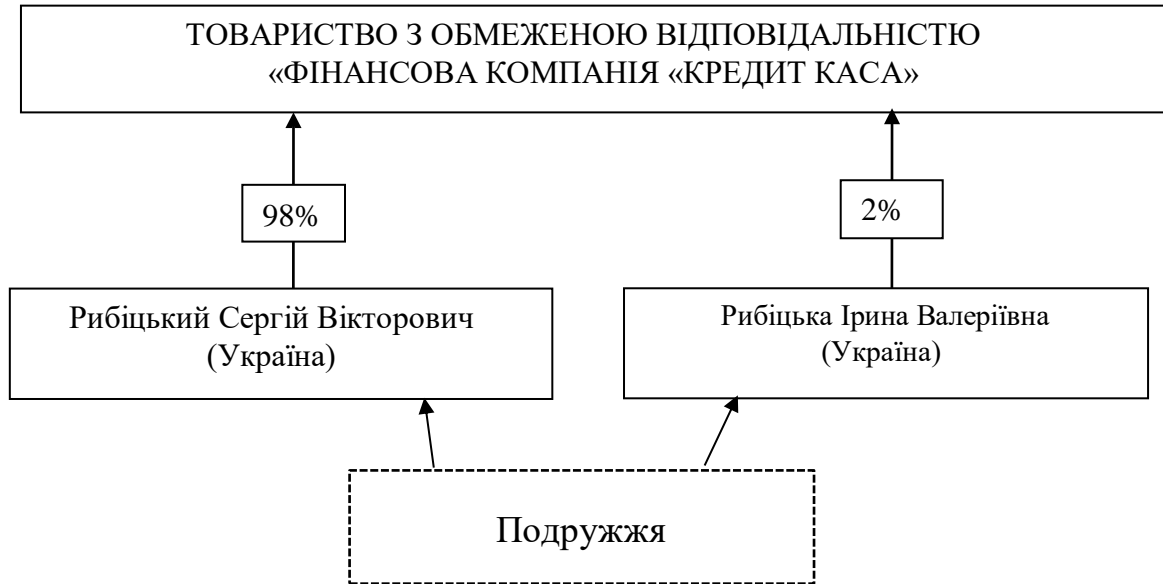 ТОВАРИСТВО З ОБМЕЖЕНОЮ ВІДПОВІДАЛЬНІСТЮ
«ФІНАНСОВА КОМПАНІЯ «КРЕДИТ КАСА»
98%
2%
Рибіцький Сергій Вікторович
(Україна)
Рибіцька Ірина Валеріївна
(Україна)
Подружжя